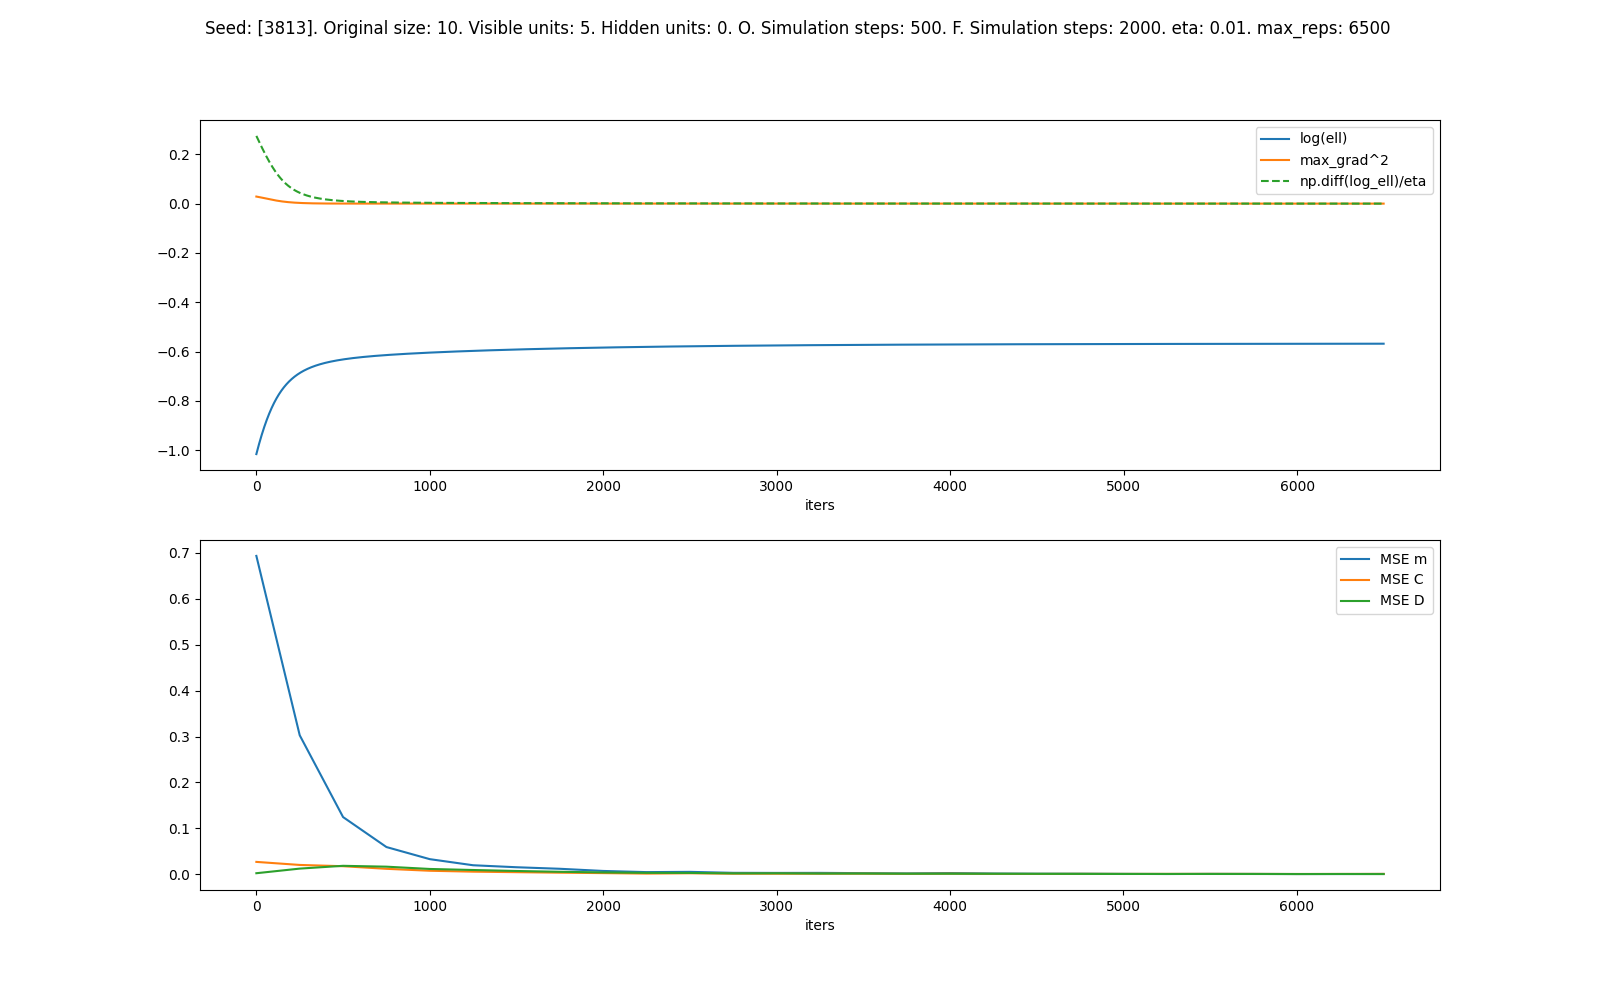 Seed: [3813]. Original size: 10. Visible units: 5. Hidden units: 0. O. Simulation steps: 500. F. Simulation steps: 2000. eta: 0.01. max_reps: 6500
log(ell)
max_grad^2
np.diff(log_ell)/eta
0.2
0.0
−0.2
−0.4
−0.6
−0.8
−1.0
0 1000 2000 3000 4000 5000 6000
iters
MSE m
MSE C
MSE D
0.7
0.6
0.5
0.4
0.3
0.2
0.1
0.0
0 1000 2000 3000 4000 5000 6000
iters